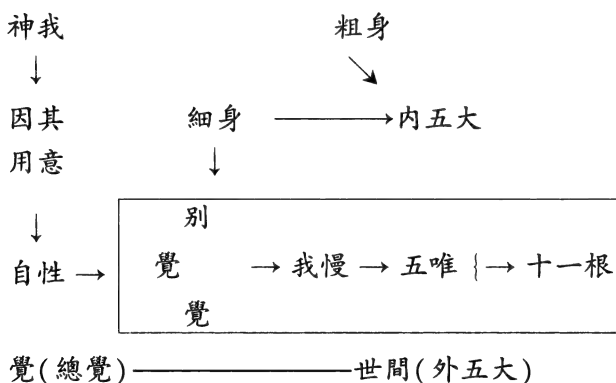 神我 粗身
↓ ↘
因其 細身 → 内五大
用意 ↓
↓ 別
自性 → 覺 → 我慢 → 五唯 { → 十一根
覺
覺(總覺)——世間(外五大)